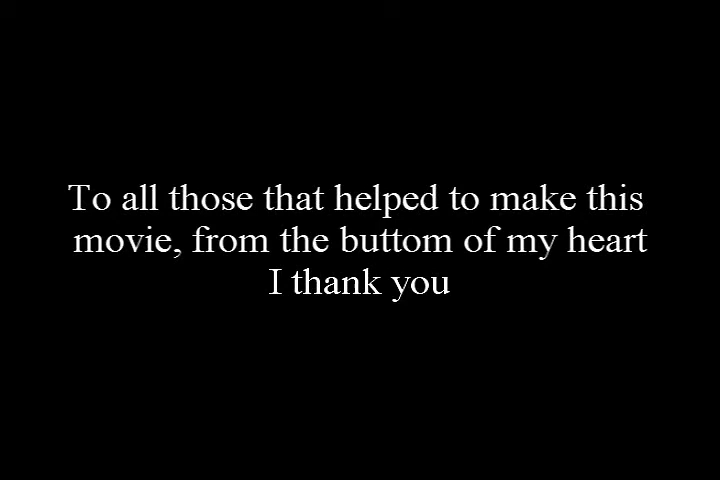 To all those that helped to make this
movie, from the buttom of my heart
I thank you